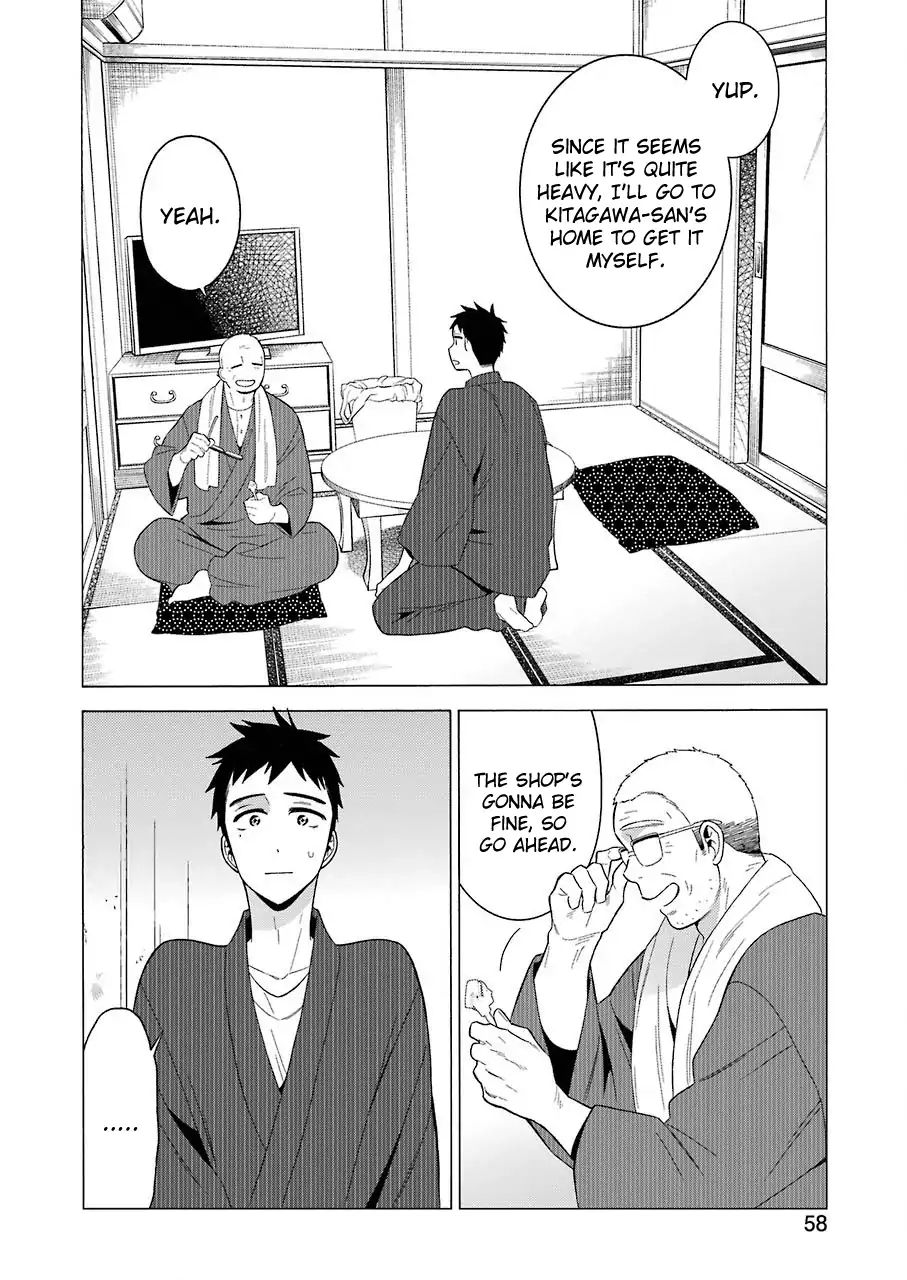 YUP.
SINCE IT SEEMS
LIKE IT'S QUITE
HEAVY, I'LL GO TO
KITAGAWA-SAN'S
HOME TO GET IT
MYSELF.
YEAH.
THE SHOP'S
GONNA BE
FINE, SO
GO AHEAD.
.....
58